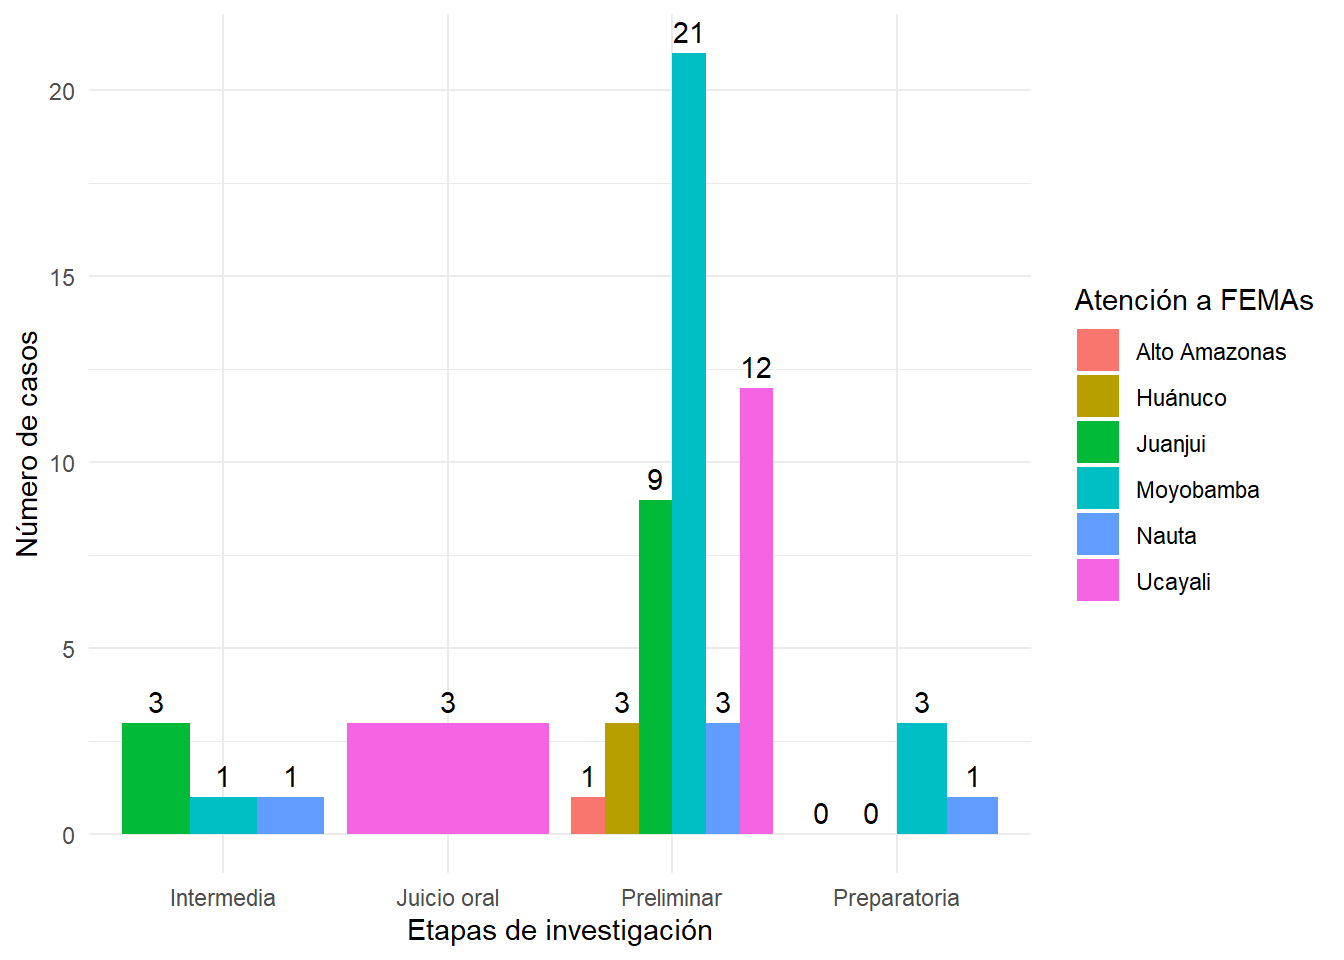 21
20
15
12
10
9
5
3
3
3
3
3
1
1
1
1
0
0
0
Intermedia
Juicio oral
Preliminar
Preparatoria
Etapas de investigación
Número de casos
Atención a FEMAs
Alto Amazonas
Huánuco
Juanjui
Moyobamba
Nauta
Ucayali